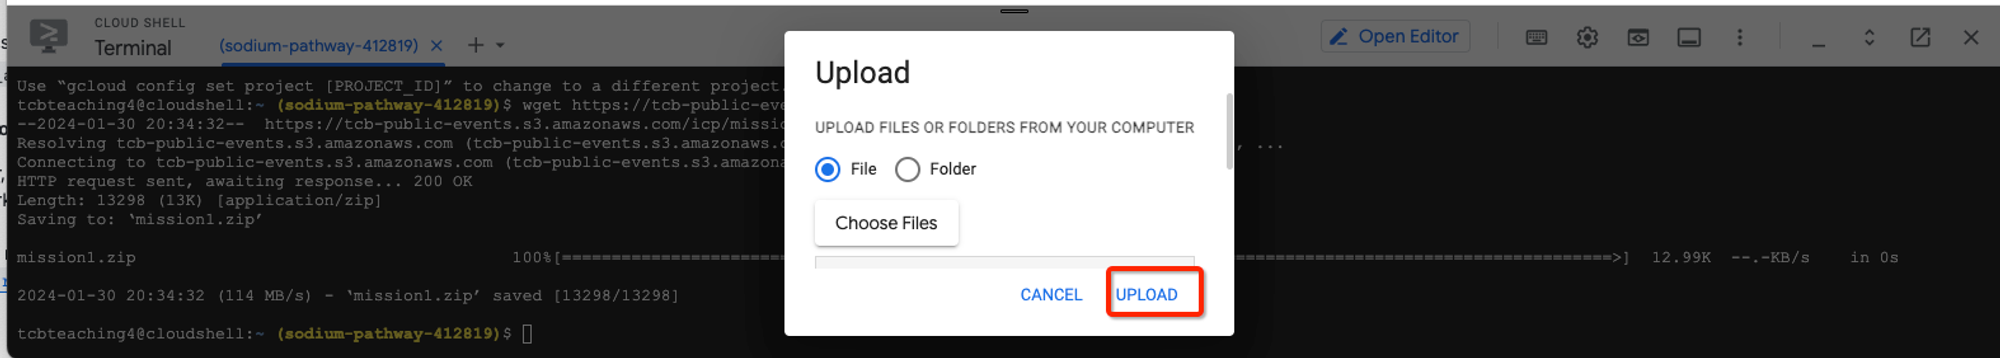 CLOUD SHELL
Terminal
(sodium-pathway-412819)
Open Editor
Use “gcloud config set project [PROJECT_ID]” to change to a different project.
tcbteaching4@cloudshell:~ (sodium-pathway-412819)$ wget https://tcb-public-eve
--2024-01-30 20:34:32-- https://tcb-public-events.s3.amazonaws.com/icp/missio
Resolving tcb-public-events.s3.amazonaws.com (tcb-public-events.s3.amazonaws. , ...
Connecting to tcb-public-events.s3.amazonaws.com (tcb-public-events.s3.amazona
HTTP request sent, awaiting response... 200 OK
Length: 13298 (13K) [application/zip]
Saving to: ‘mission1.zip’
mission1.zip 100%[=====================================================>] 12.99K --.-KB/s in 0s
2024-01-30 20:34:32 (114 MB/s) - ‘mission1.zip’ saved [13298/13298]
tcbteaching4@cloudshell:~ (sodium-pathway-412819)$
Upload
UPLOAD FILES OR FOLDERS FROM YOUR COMPUTER
File Folder
Choose Files
CANCEL UPLOAD